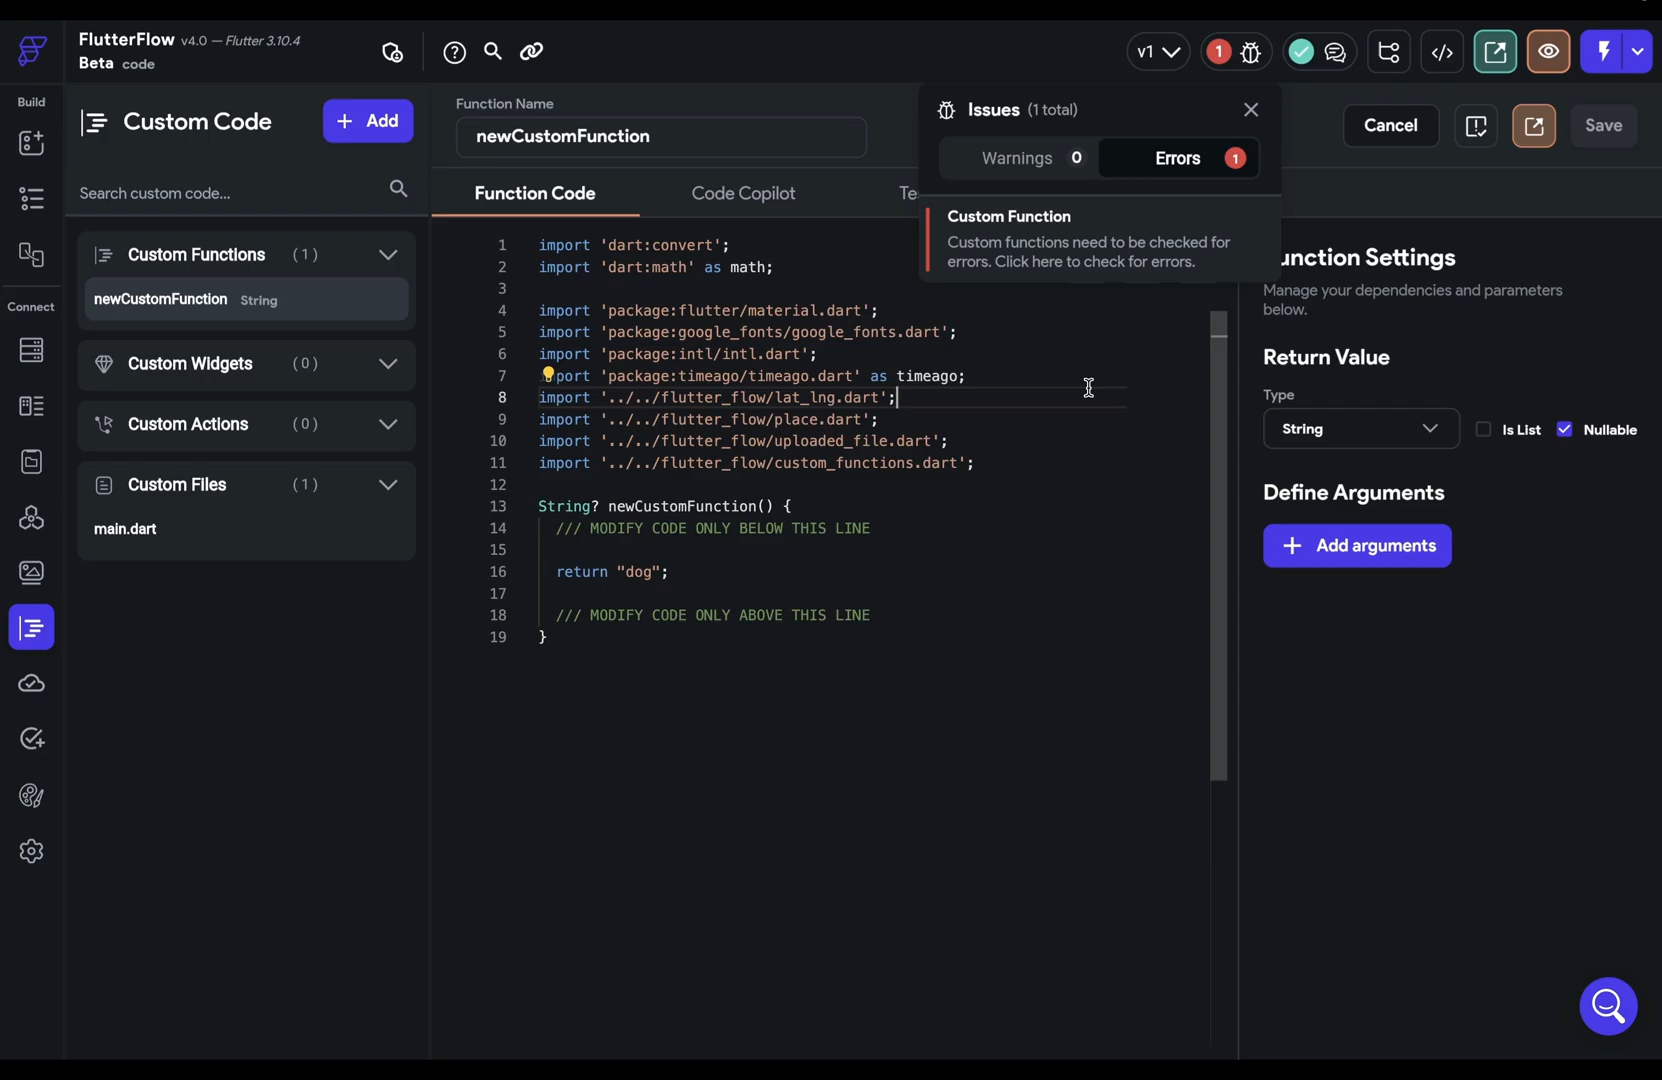 FlutterFlow v4.0 — Flutter 3.10.4
Beta code
v1
1
Build
Custom Code
+ Add
Search custom code...
Custom Functions (1)
newCustomFunction String
Connect
Custom Widgets (0)
Custom Actions (0)
Custom Files (1)
main.dart
Function Name
newCustomFunction
Function Code
Code Copilot
Te
Issues (1 total)
Warnings 0
Errors 1
Custom Function
Custom functions need to be checked for
errors. Click here to check for errors.
Cancel
Save
1 import 'dart:convert';
2 import 'dart:math' as math;
3
4 import 'package:flutter/material.dart';
5 import 'package:google_fonts/google_fonts.dart';
6 import 'package:intl/intl.dart';
7 port 'package:timeago/timeago.dart' as timeago;
8 import '../../flutter_flow/lat_lng.dart';
9 import '../../flutter_flow/place.dart';
10 import '../../flutter_flow/uploaded_file.dart';
11 import '../../flutter_flow/custom_functions.dart';
12
13 String? newCustomFunction() {
14 /// MODIFY CODE ONLY BELOW THIS LINE
15
16 return "dog";
17
18 /// MODIFY CODE ONLY ABOVE THIS LINE
19 }
unction Settings
Manage your dependencies and parameters
below.
Return Value
Type
String
Is List
Nullable
Define Arguments
+ Add arguments